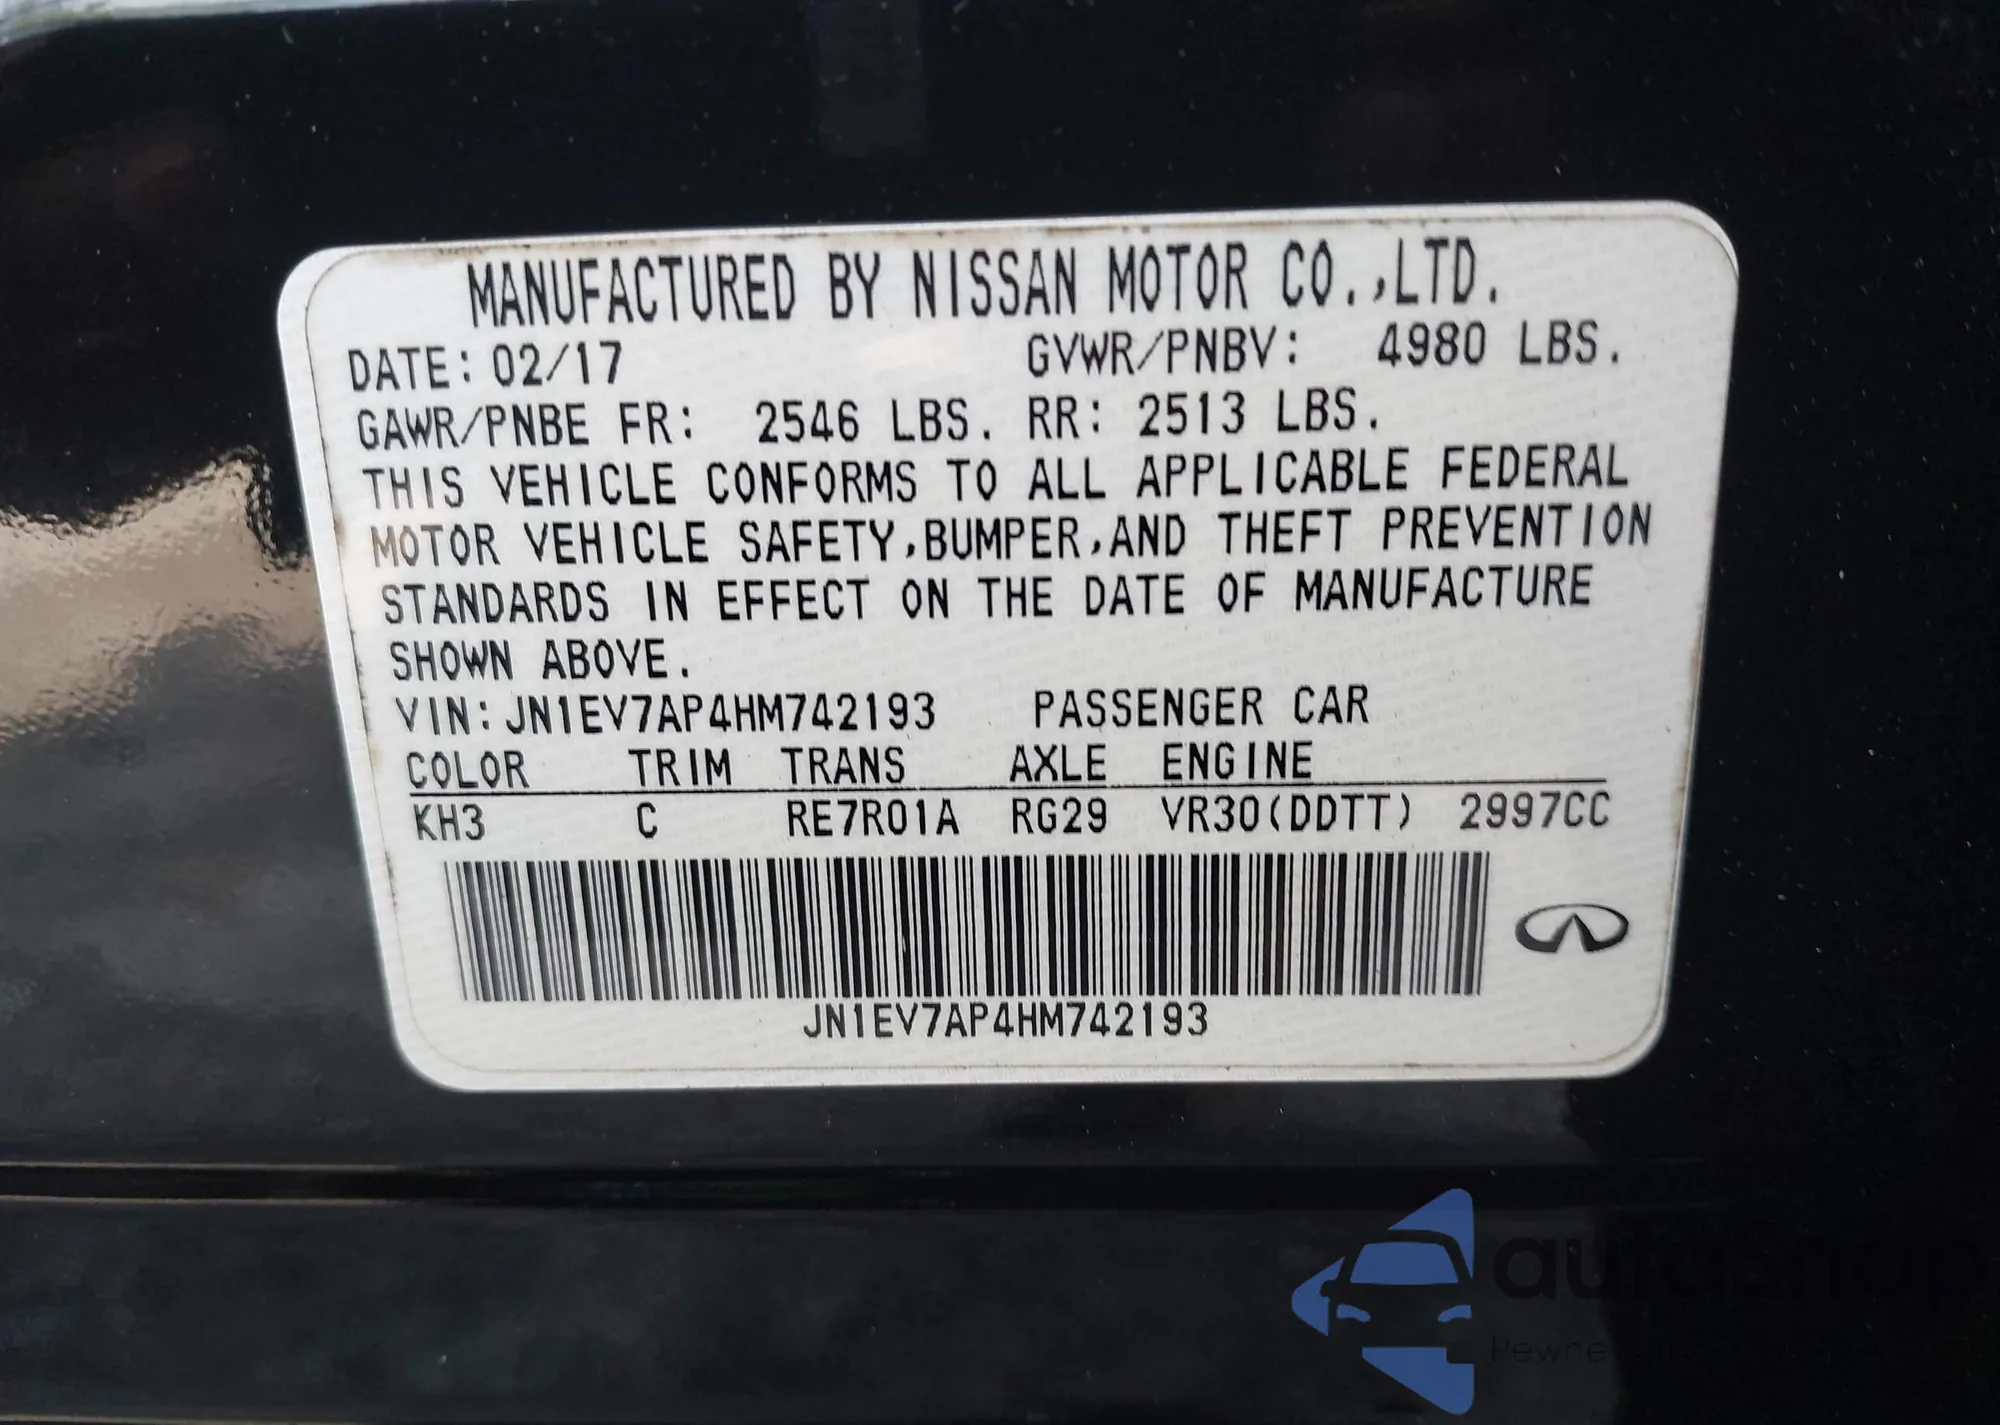 MANUFACTURED BY NISSAN MOTOR CO.,LTD.
DATE: 02/17 GVWR/PNBV: 4980 LBS.
GAWR/PNBE FR: 2546 LBS. RR: 2513 LBS.
THIS VEHICLE CONFORMS TO ALL APPLICABLE FEDERAL
MOTOR VEHICLE SAFETY,BUMPER,AND THEFT PREVENTION
STANDARDS IN EFFECT ON THE DATE OF MANUFACTURE
SHOWN ABOVE.
VIN: JN1EV7AP4HM742193 PASSENGER CAR
COLOR TRIM TRANS AXLE ENGINE
KH3 C RE7R01A RG29 VR30(DDTT) 2997CC
JN1EV7AP4HM742193
autashop